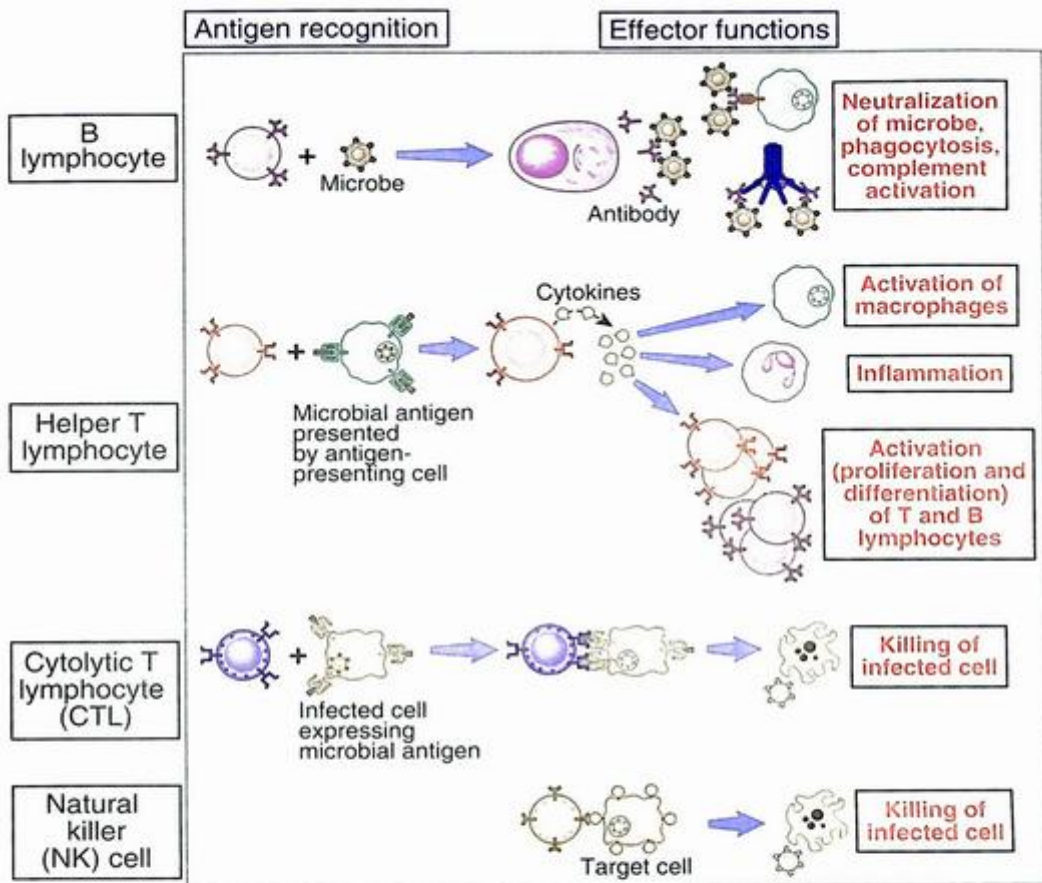 Antigen recognition
Effector functions
B
lymphocyte
+
Microbe
Antibody
Neutralization
of microbe,
phagocytosis,
complement
activation
Helper T
lymphocyte
+
Microbial antigen
presented
by antigen-
presenting cell
Cytokines
Activation of
macrophages
Inflammation
Activation
(proliferation and
differentiation)
of T and B
lymphocytes
Cytolytic T
lymphocyte
(CTL)
+
Infected cell
expressing
microbial antigen
Killing of
infected cell
Natural
killer
(NK) cell
Target cell
Killing of
infected cell